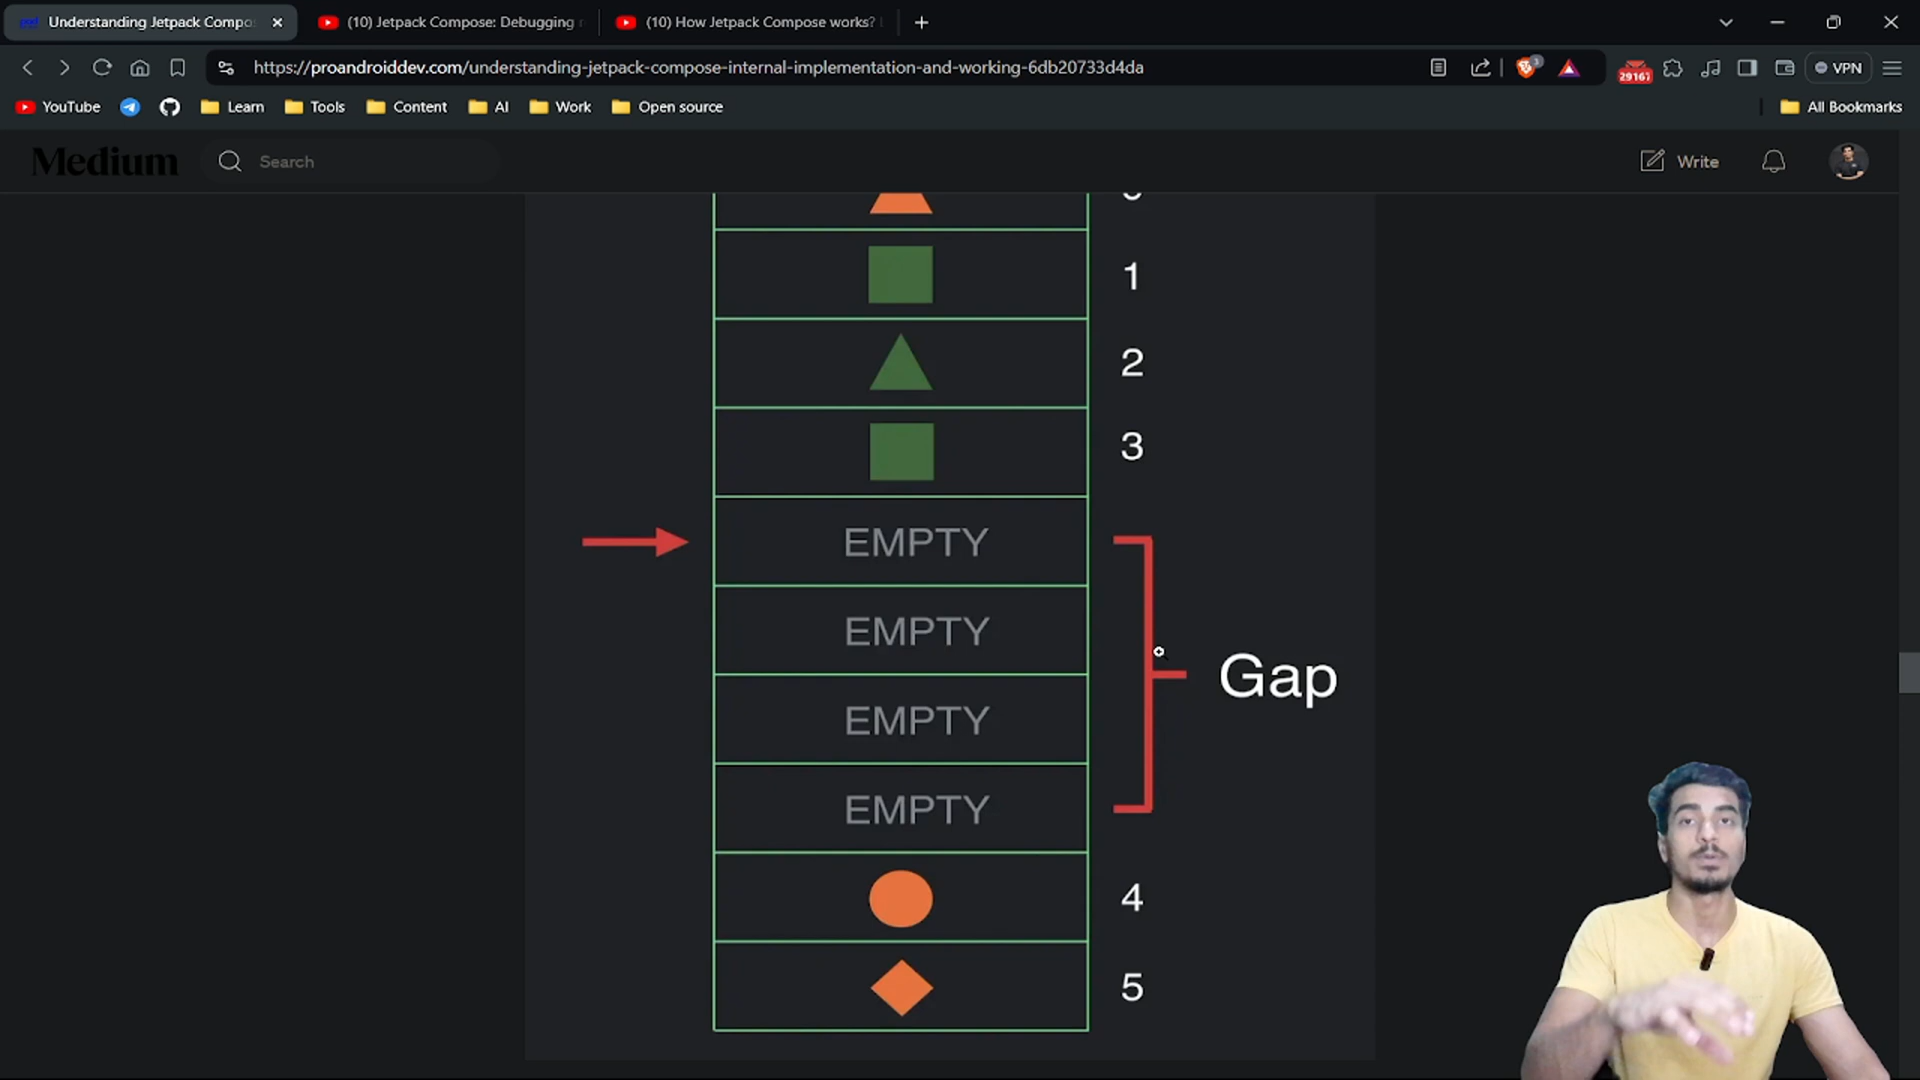 Understanding Jetpack Compo
(10) Jetpack Compose: Debugging
(10) How Jetpack Compose works?
https://proandroiddev.com/understanding-jetpack-compose-internal-implementation-and-working-6db20733d4da
29167
VPN
YouTube
Learn
Tools
Content
AI
Work
Open source
All Bookmarks
Medium
Search
Write
1
2
3
EMPTY
EMPTY
EMPTY
EMPTY
Gap
4
5